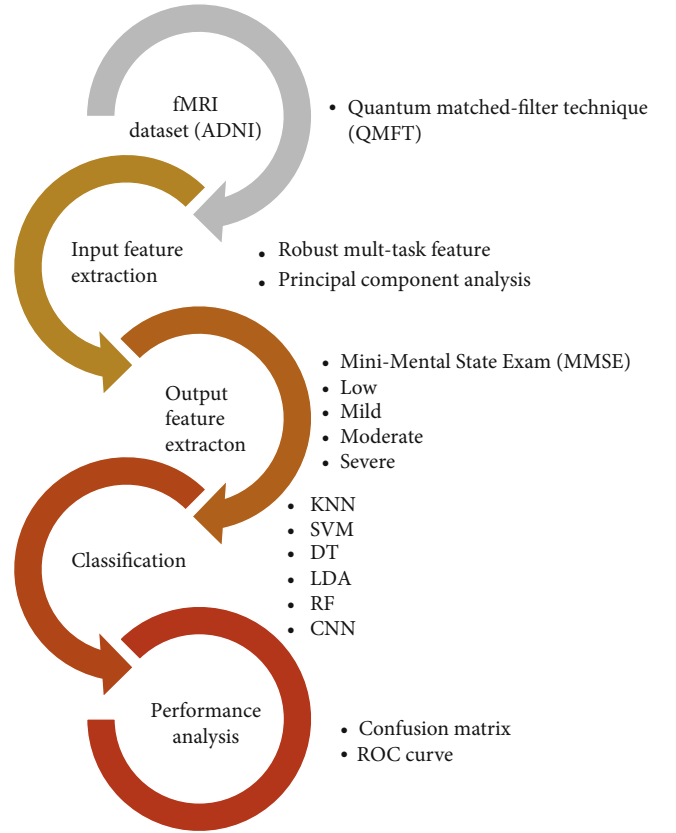 fMRI
dataset (ADNI)
• Quantum matched-filter technique
(QMFT)
Input feature
extraction
• Robust mult-task feature
• Principal component analysis
Output
feature
extracton
• Mini-Mental State Exam (MMSE)
• Low
• Mild
• Moderate
• Severe
Classification
• KNN
• SVM
• DT
• LDA
• RF
• CNN
Performance
analysis
• Confusion matrix
• ROC curve